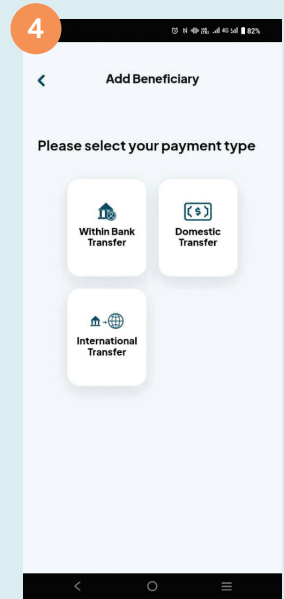 4
82%
Add Beneficiary
Please select your payment type
Within Bank
Transfer
Domestic
Transfer
International
Transfer